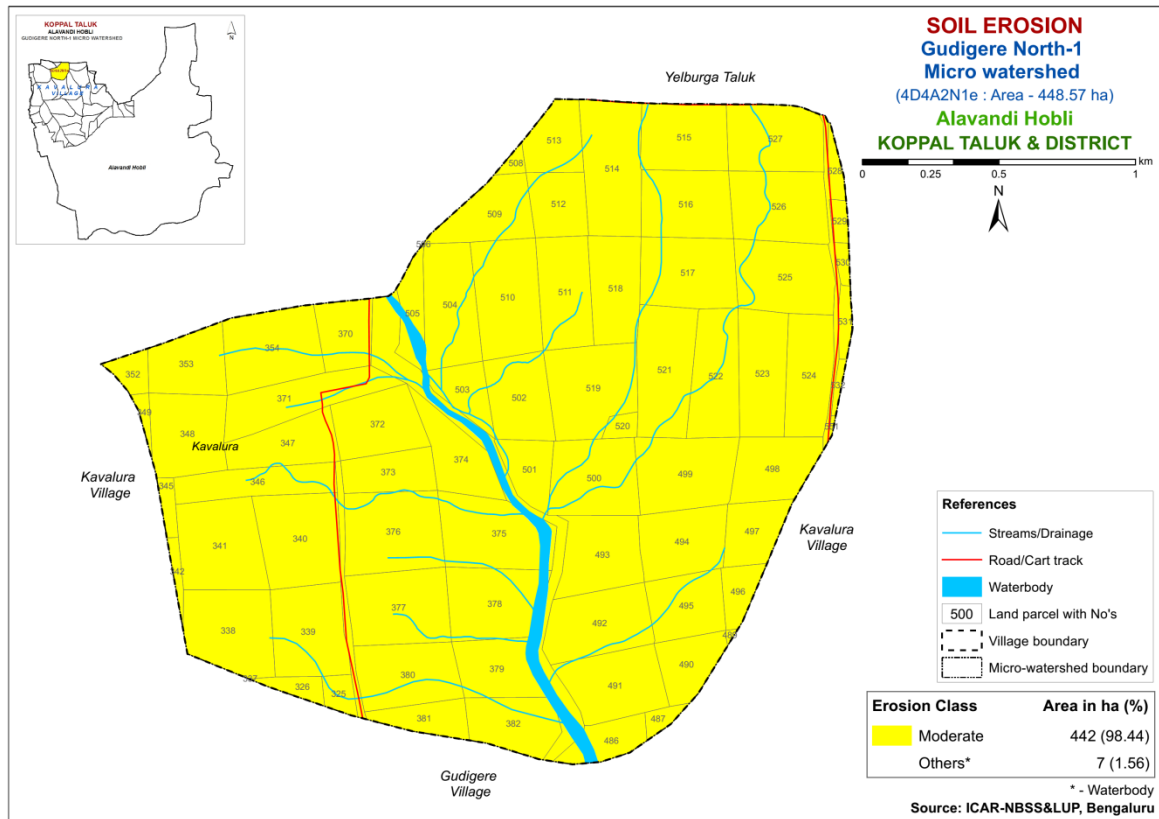 KOPPAL TALUK
ALAVANDI HOBLI
GUDIGERE NORTH-1 MICRO WATERSHED
N
KAVALURA
VILLAGE
Alavandi Hobli
SOIL EROSION
Gudigere North-1
Micro watershed
(4D4A2N1e : Area - 448.57 ha)
Alavandi Hobli
KOPPAL TALUK & DISTRICT
km
0 0.25 0.5 1
N
Yelburga Taluk
513 515 527
508 514 528
512 516 526
509 529
506
517 530
525
504 510 511 518
505 531
370
354
353
352 521 522 523 524 532
503 502 519
371
349
372 520 551
348 Kavalura 347
374 501
373 500 499 498
345 346
Kavalura
Village
341 340 376 375 494 497
493
Kavalura
Village
342
378 496
377 495
492
338 339 489
379 490
380
337 326 325 491
381 382 487
486
Gudigere
Village
References
Streams/Drainage
Road/Cart track
Waterbody
500 Land parcel with No's
Village boundary
Micro-watershed boundary
Erosion Class Area in ha (%)
Moderate 442 (98.44)
Others* 7 (1.56)
* - Waterbody
Source: ICAR-NBSS&LUP, Bengaluru